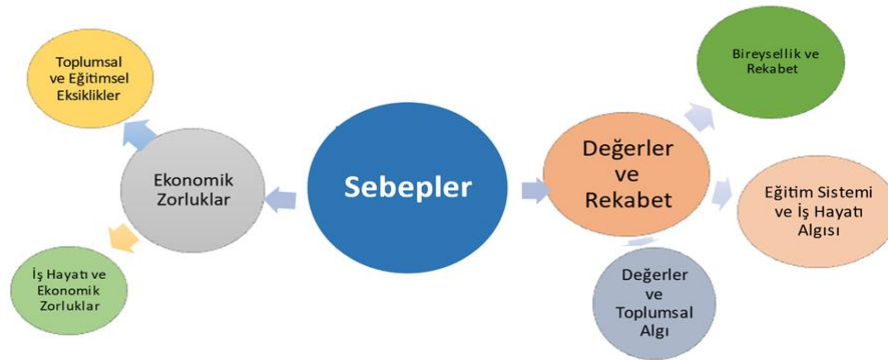 Toplumsal
ve Eğitimsel
Eksiklikler
Ekonomik
Zorluklar
İş Hayatı ve
Ekonomik
Zorluklar
Sebepler
Değerler
ve
Rekabet
Bireysellik ve
Rekabet
Eğitim Sistemi
ve İş Hayatı
Algısı
Değerler
ve
Toplumsal
Algı